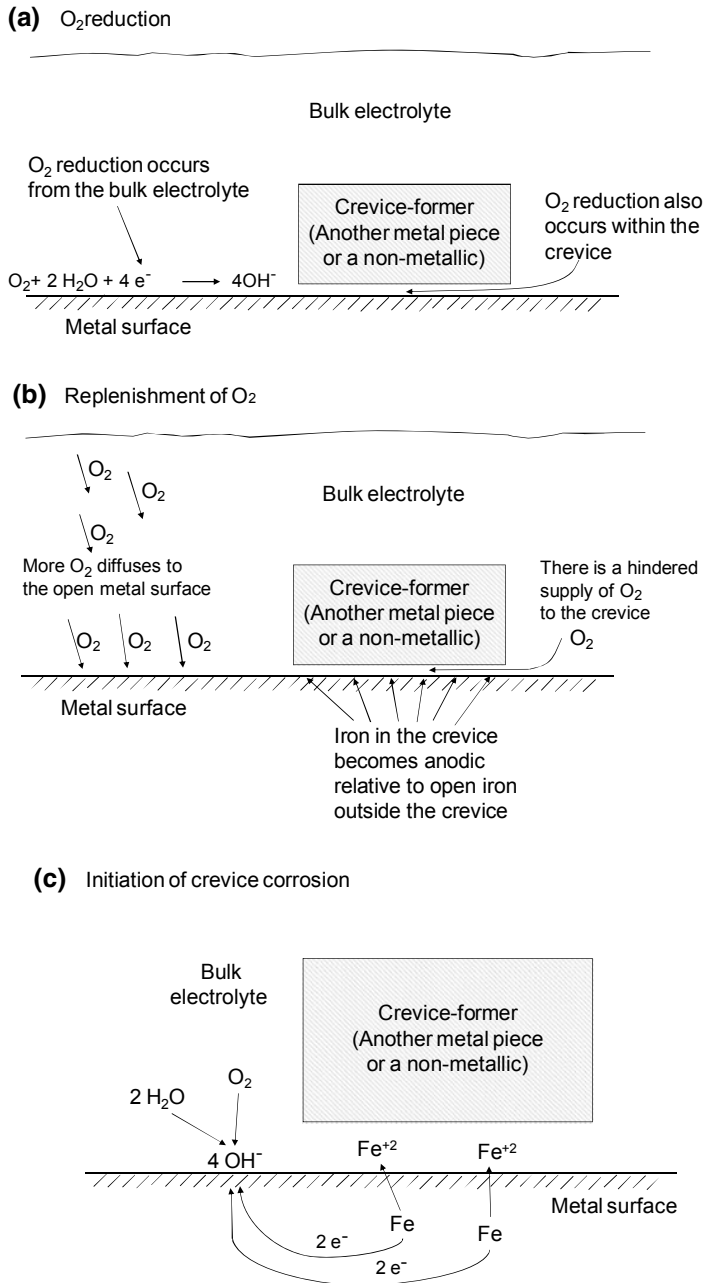 (a) O₂reduction
Bulk electrolyte
O₂ reduction occurs
from the bulk electrolyte
Crevice-former
(Another metal piece
or a non-metallic)
O₂ reduction also
occurs within the
crevice
O₂+ 2 H₂O + 4 e⁻ → 4OH⁻
Metal surface
(b) Replenishment of O₂
O₂
O₂
Bulk electrolyte
O₂
More O₂ diffuses to
the open metal surface
Crevice-former
(Another metal piece
or a non-metallic)
There is a hindered
supply of O₂
to the crevice
O₂
O₂ O₂ O₂
Metal surface
Iron in the crevice
becomes anodic
relative to open iron
outside the crevice
(c) Initiation of crevice corrosion
Bulk
electrolyte
Crevice-former
(Another metal piece
or a non-metallic)
O₂
2 H₂O
4 OH⁻
Fe⁺² Fe⁺²
Metal surface
Fe Fe
2 e⁻
2 e⁻